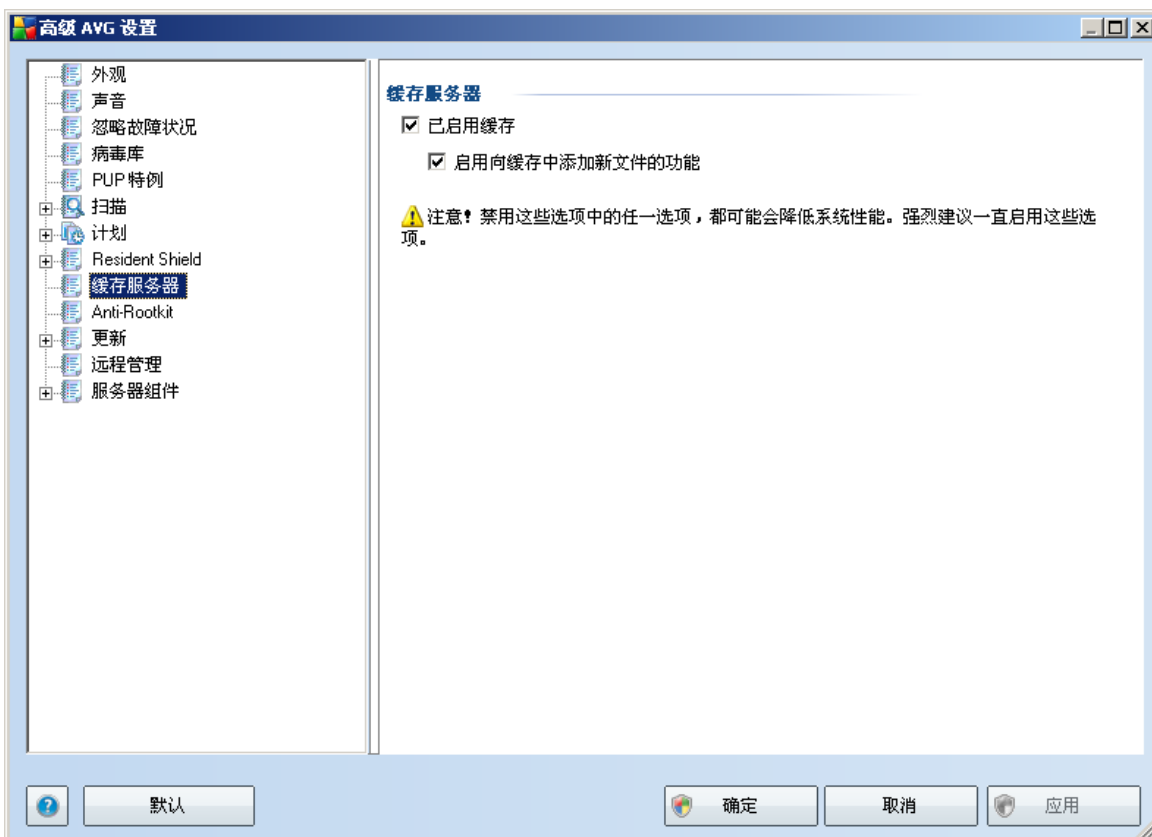 高级 AVG 设置
外观
声音
忽略故障状况
病毒库
PUP 特例
扫描
计划
Resident Shield
缓存服务器
Anti-Rootkit
更新
远程管理
服务器组件
缓存服务器
已启用缓存
启用向缓存中添加新文件的功能
注意！禁用这些选项中的任一选项，都可能会降低系统性能。强烈建议一直启用这些选
项。
默认
确定
取消
应用